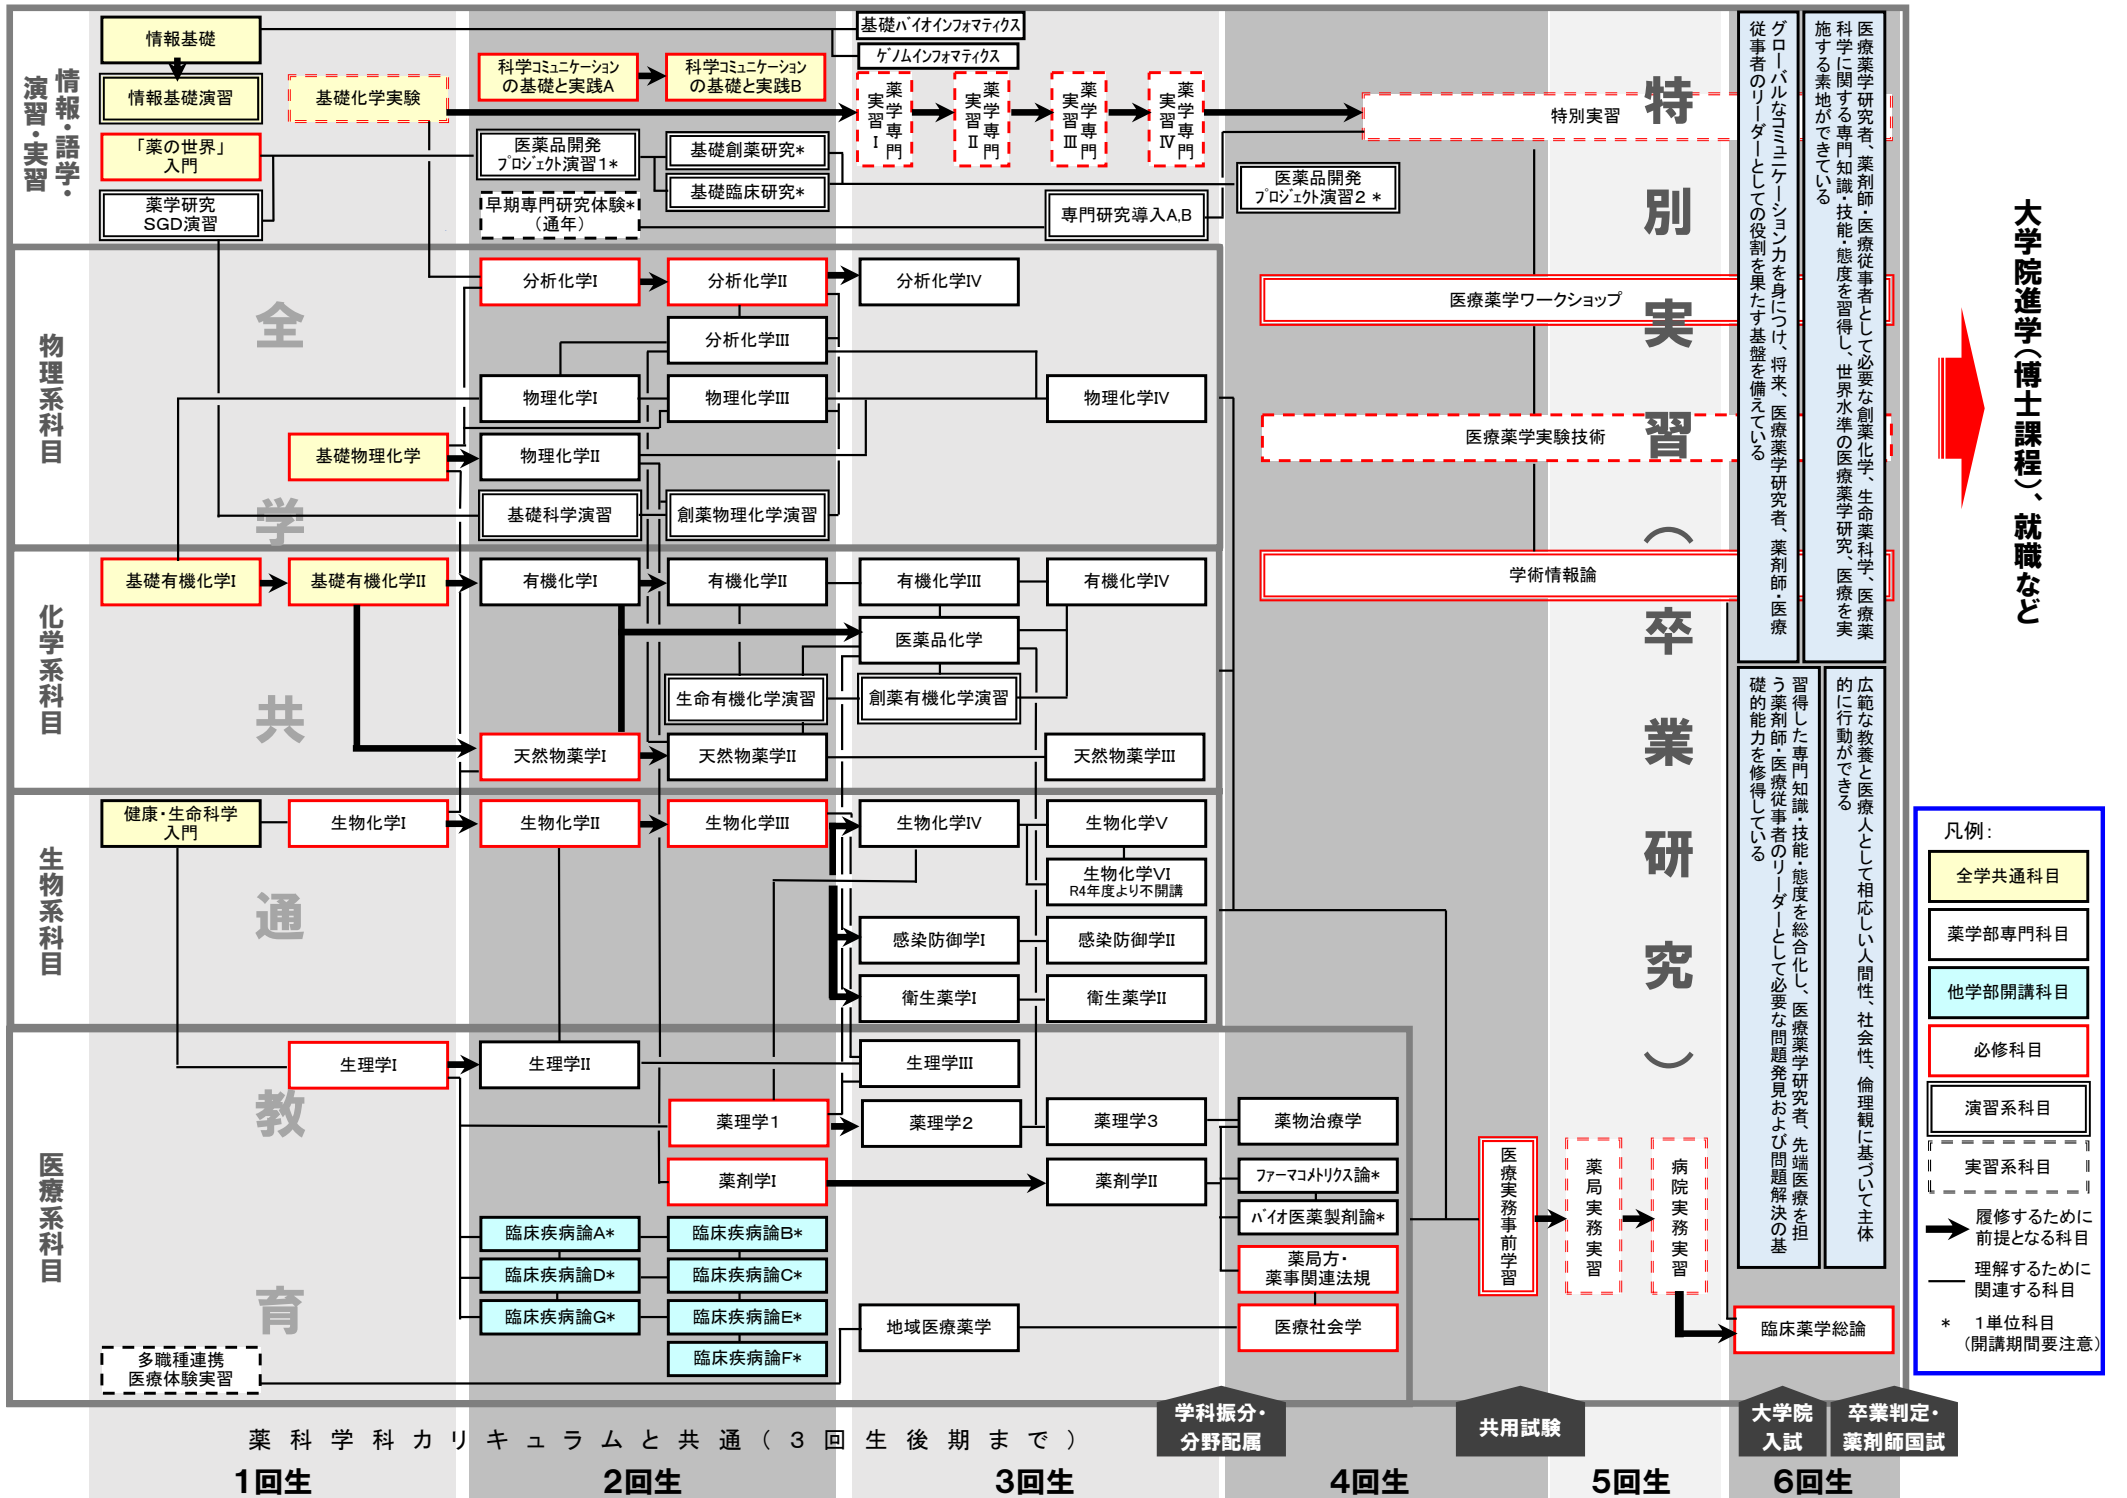 情報・語学・
演習・実習
情報基礎
情報基礎演習
「薬の世界」
入門
薬学研究
SGD演習
基礎化学実験
科学コミュニケーション
の基礎と実践A
科学コミュニケーション
の基礎と実践B
医薬品開発
プロジェクト演習1*
早期専門研究体験*
(通年)
基礎創薬研究*
基礎臨床研究*
基礎バイオインフォマティクス
ゲノムインフォマティクス
薬学専門
実習Ⅰ
薬学専門
実習Ⅱ
薬学専門
実習Ⅲ
薬学専門
実習Ⅳ
専門研究導入A,B
医薬品開発
プロジェクト演習2 *
特別実習
物理系科目
分析化学I
分析化学II
分析化学IV
分析化学III
物理化学I
物理化学III
物理化学IV
基礎物理化学
物理化学II
基礎科学演習
創薬物理化学演習
医療薬学ワークショップ
医療薬学実験技術
化学系科目
基礎有機化学I
基礎有機化学II
有機化学I
有機化学II
有機化学III
有機化学IV
医薬品化学
生命有機化学演習
創薬有機化学演習
天然物薬学I
天然物薬学II
天然物薬学III
学術情報論
生物系科目
健康・生命科学
入門
生物化学I
生物化学II
生物化学III
生物化学IV
生物化学V
生物化学VI
R4年度より不開講
感染防御学I
感染防御学II
衛生薬学I
衛生薬学II
医療系科目
生理学I
生理学II
生理学III
薬理学1
薬理学2
薬理学3
薬物治療学
薬剤学I
薬剤学II
ファーマコメトリクス論*
バイオ医薬製剤論*
薬局方・
薬事関連法規
医療社会学
臨床疾病論A*
臨床疾病論B*
臨床疾病論D*
臨床疾病論C*
臨床疾病論G*
臨床疾病論E*
臨床疾病論F*
地域医療薬学
多職種連携
医療体験実習
医療実務事前学習
薬局実務実習
病院実務実習
臨床薬学総論
全学共通教育
特別実習(卒業研究)
医療薬学研究者、薬剤師・医療従事者として必要な創薬化学、生命薬科学、医療薬
科学に関する専門知識・技能・態度を習得し、世界水準の医療薬学研究、医療を実
施する素地ができている
グローバルなコミュニケーション力を身につけ、将来、医療薬学研究者、薬剤師・医療
従事者のリーダーとしての役割を果たす基盤を備えている
広範な教養と医療人として相応しい人間性、社会性、倫理観に基づいて主体
的に行動ができる
習得した専門知識・技能・態度を総合化し、医療薬学研究者、先端医療を担
う薬剤師・医療従事者のリーダーとして必要な問題発見および問題解決の基
礎的能力を修得している
大学院進学(博士課程)、就職など
凡例:
全学共通科目
薬学部専門科目
他学部開講科目
必修科目
演習系科目
実習系科目
履修するために
前提となる科目
理解するために
関連する科目
* 1単位科目
(開講期間要注意)
学科振分・
分野配属
共用試験
大学院
入試
卒業判定・
薬剤師国試
薬科学科カリキュラムと共通(3回生後期まで)
1回生
2回生
3回生
4回生
5回生
6回生